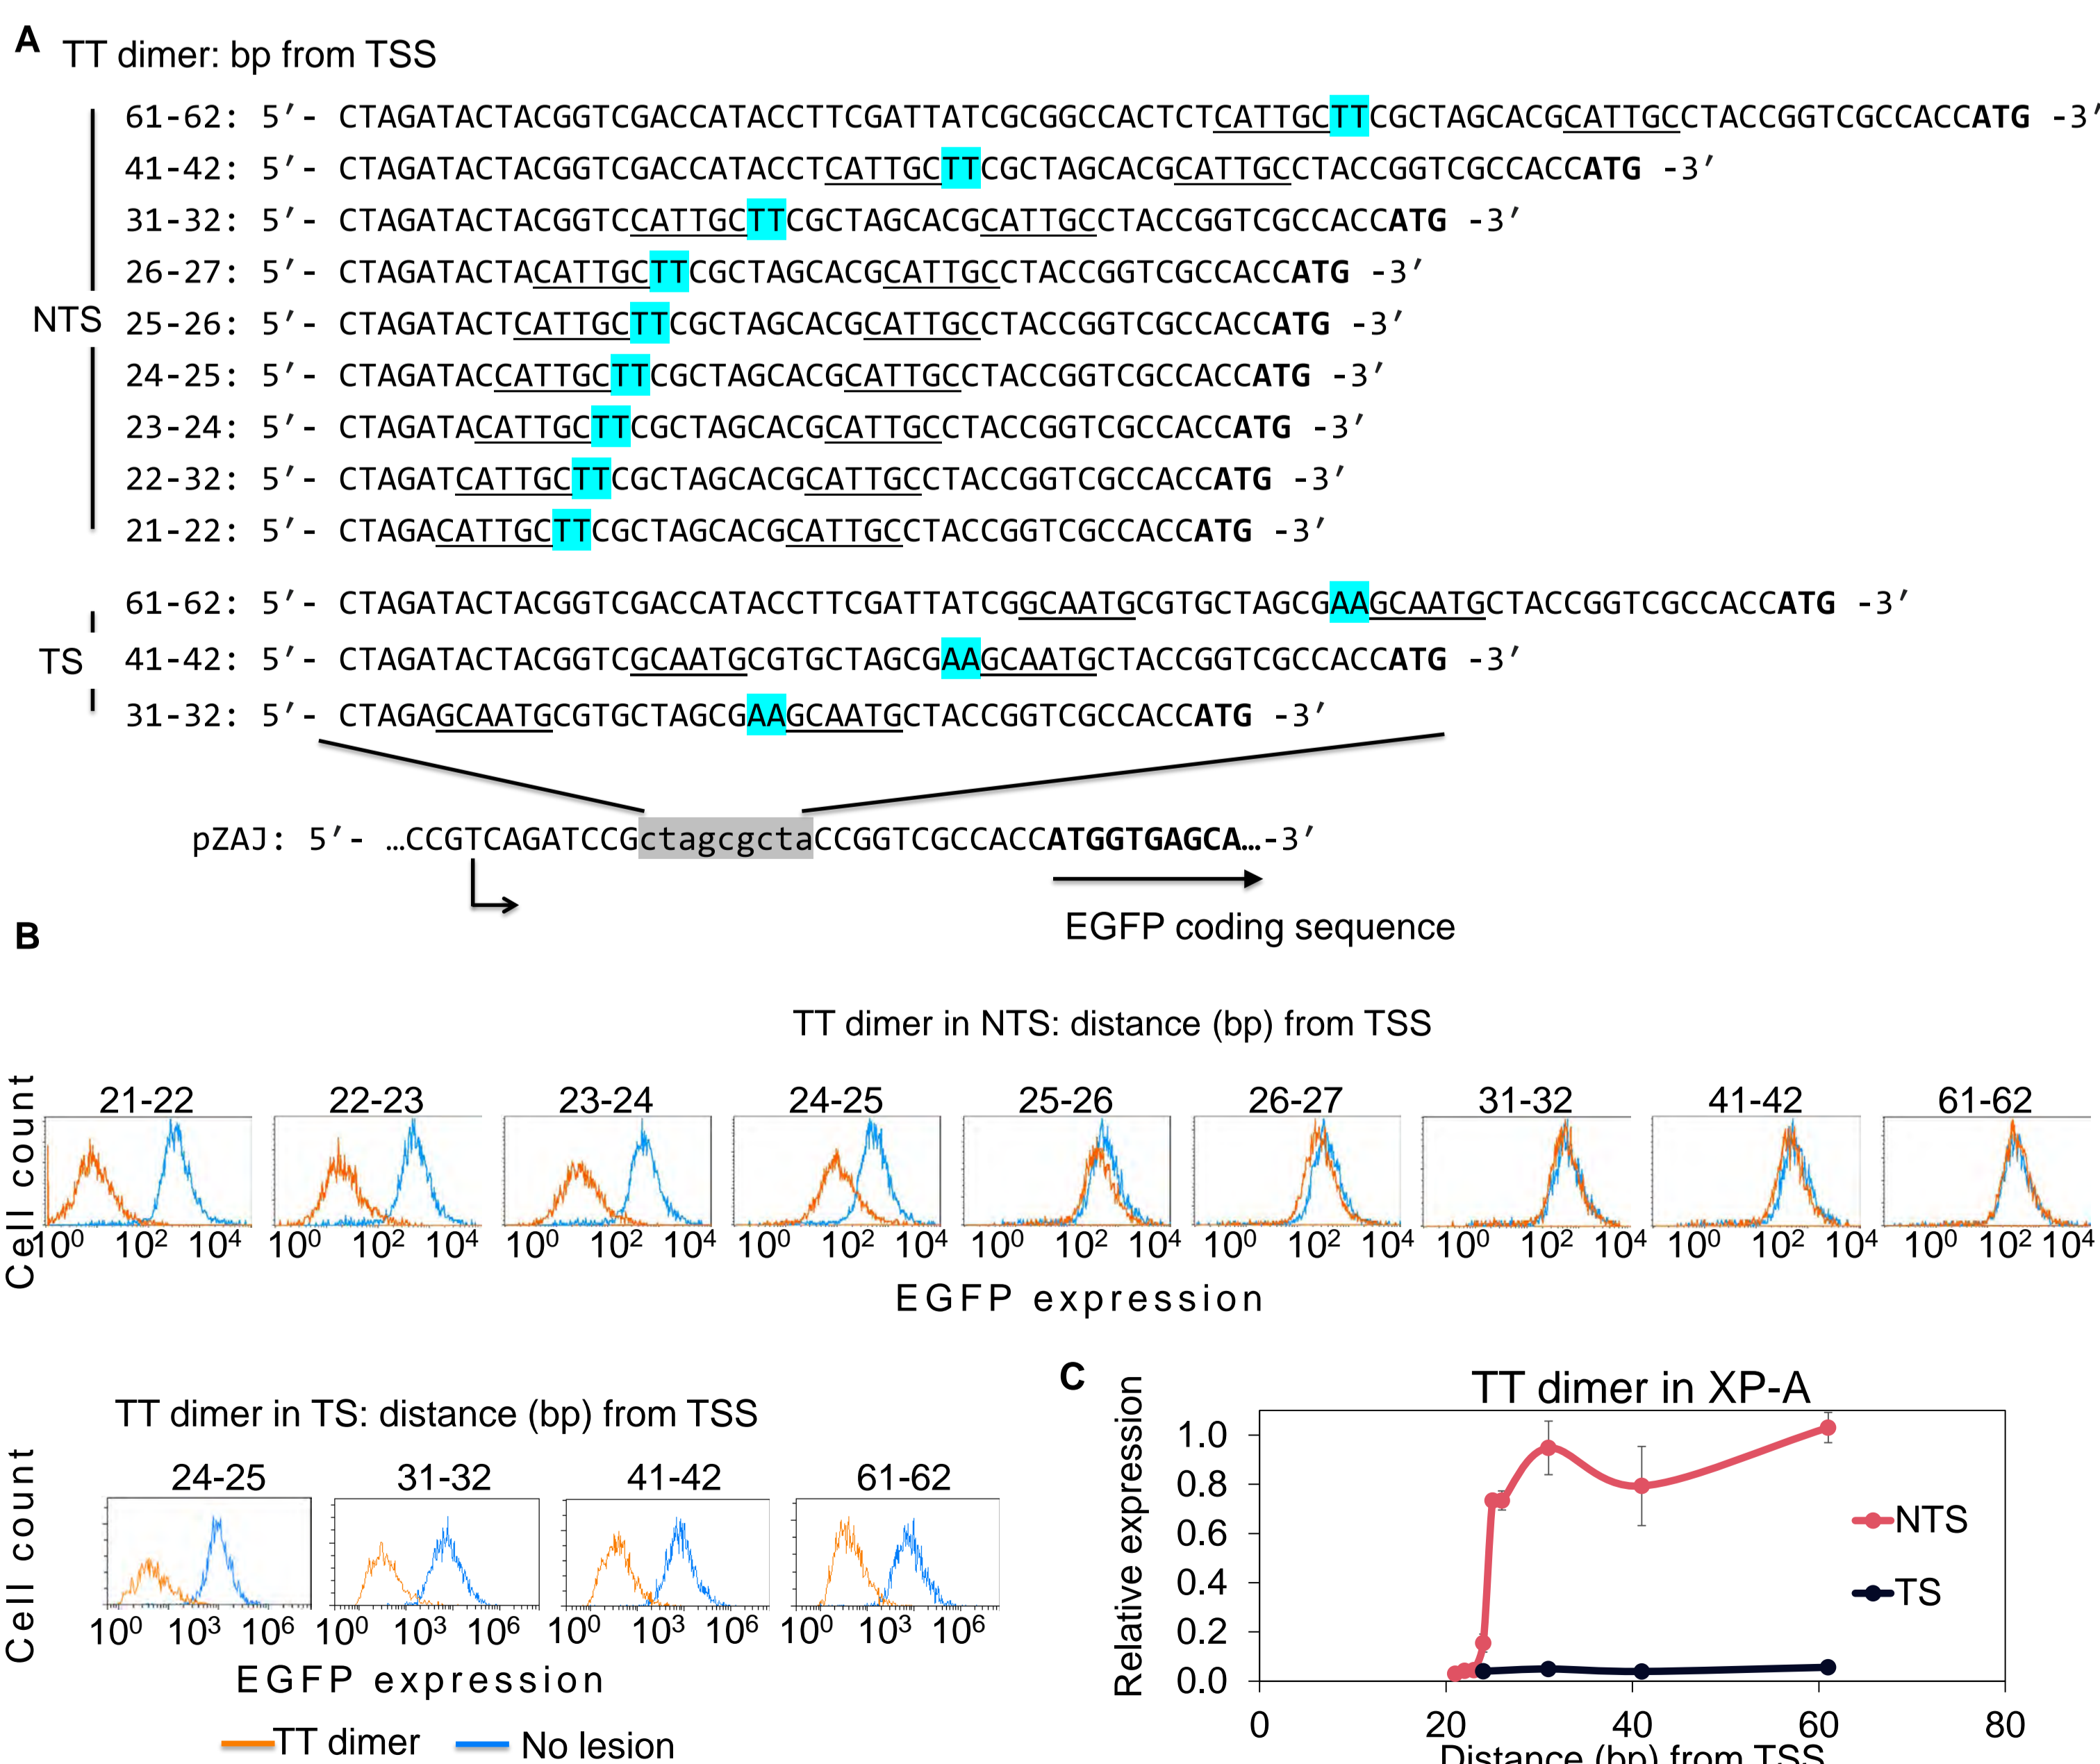 A TT dimer: bp from TSS
61-62: 5′- CTAGATACTACGGTCGACCATACCTTCGATTATCGCGGCCACTCTCATTGCTTCGCTAGCACGCATTGCCTACCGGTCGCCACCATG -3′
41-42: 5′- CTAGATACTACGGTCGACCATACCTCATTGCTTCGCTAGCACGCATTGCCTACCGGTCGCCACCATG -3′
31-32: 5′- CTAGATACTACGGTCCATTGCTTCGCTAGCACGCATTGCCTACCGGTCGCCACCATG -3′
26-27: 5′- CTAGATACTACATTGCTTCGCTAGCACGCATTGCCTACCGGTCGCCACCATG -3′
NTS 25-26: 5′- CTAGATACTCATTGCTTCGCTAGCACGCATTGCCTACCGGTCGCCACCATG -3′
24-25: 5′- CTAGATACCATTGCTTCGCTAGCACGCATTGCCTACCGGTCGCCACCATG -3′
23-24: 5′- CTAGATACATTGCTTCGCTAGCACGCATTGCCTACCGGTCGCCACCATG -3′
22-32: 5′- CTAGATCATTGCTTCGCTAGCACGCATTGCCTACCGGTCGCCACCATG -3′
21-22: 5′- CTAGACATTGCTTCGCTAGCACGCATTGCCTACCGGTCGCCACCATG -3′
61-62: 5′- CTAGATACTACGGTCGACCATACCTTCGATTATCGGCAATGCGTGCTAGCGAAGCAATGCTACCGGTCGCCACCATG -3′
TS 41-42: 5′- CTAGATACTACGGTCGCAATGCGTGCTAGCGAAGCAATGCTACCGGTCGCCACCATG -3′
31-32: 5′- CTAGAGCAATGCGTGCTAGCGAAGCAATGCTACCGGTCGCCACCATG -3′
pZAJ: 5′- …CCGTCAGATCCGctagcgctaCCGGTCGCCACCATGGTGAGCA…-3′
EGFP coding sequence
B
TT dimer in NTS: distance (bp) from TSS
Cell count
21-22 22-23 23-24 24-25 25-26 26-27 31-32 41-42 61-62
10⁰ 10² 10⁴ 10⁰ 10² 10⁴ 10⁰ 10² 10⁴ 10⁰ 10² 10⁴ 10⁰ 10² 10⁴ 10⁰ 10² 10⁴ 10⁰ 10² 10⁴ 10⁰ 10² 10⁴ 10⁰ 10² 10⁴
EGFP expression
TT dimer in TS: distance (bp) from TSS
Cell count
24-25 31-32 41-42 61-62
10⁰ 10³ 10⁶ 10⁰ 10³ 10⁶ 10⁰ 10³ 10⁶ 10⁰ 10³ 10⁶
EGFP expression
TT dimer No lesion
C
TT dimer in XP-A
Relative expression
1.0
0.8
0.6
0.4
0.2
0.0
NTS
TS
0 20 40 60 80
Distance (bp) from TSS